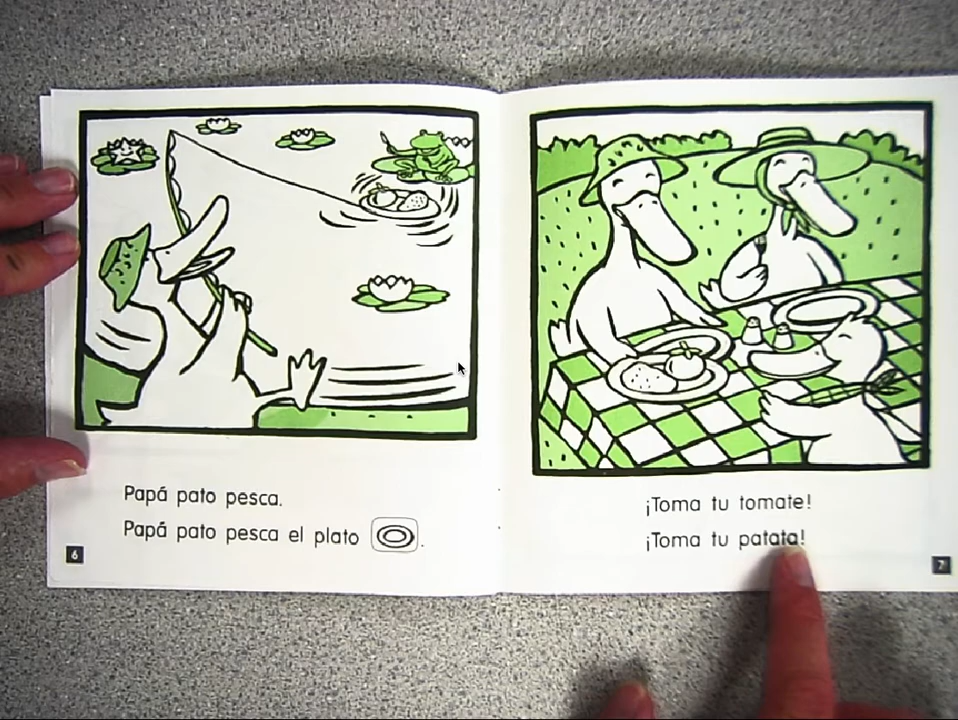 Papá pato pesca.
Papá pato pesca el plato .
6
¡Toma tu tomate!
¡Toma tu patata!
7